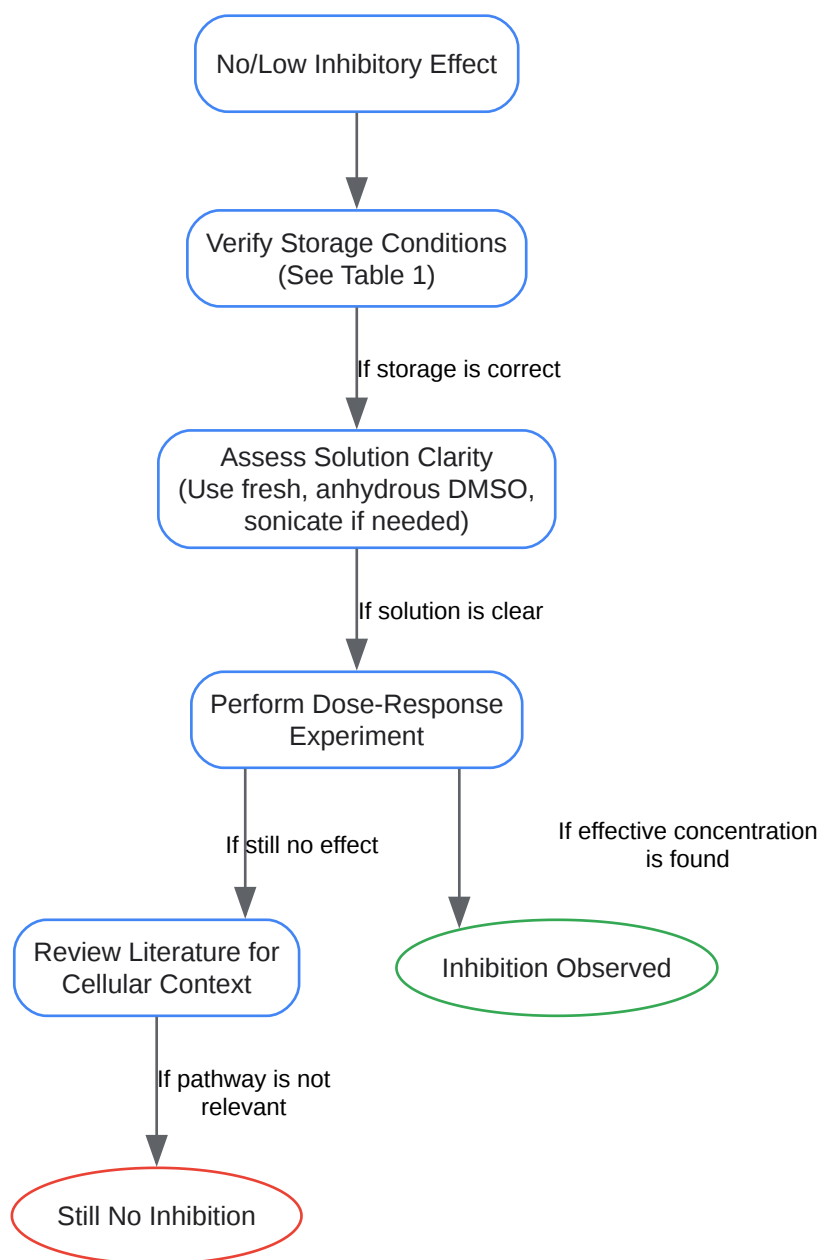 No/Low Inhibitory Effect
Verify Storage Conditions
(See Table 1)
If storage is correct
Assess Solution Clarity
(Use fresh, anhydrous DMSO,
sonicate if needed)
If solution is clear
Perform Dose-Response
Experiment
If still no effect
If effective concentration
is found
Review Literature for
Cellular Context
Inhibition Observed
If pathway is not
relevant
Still No Inhibition